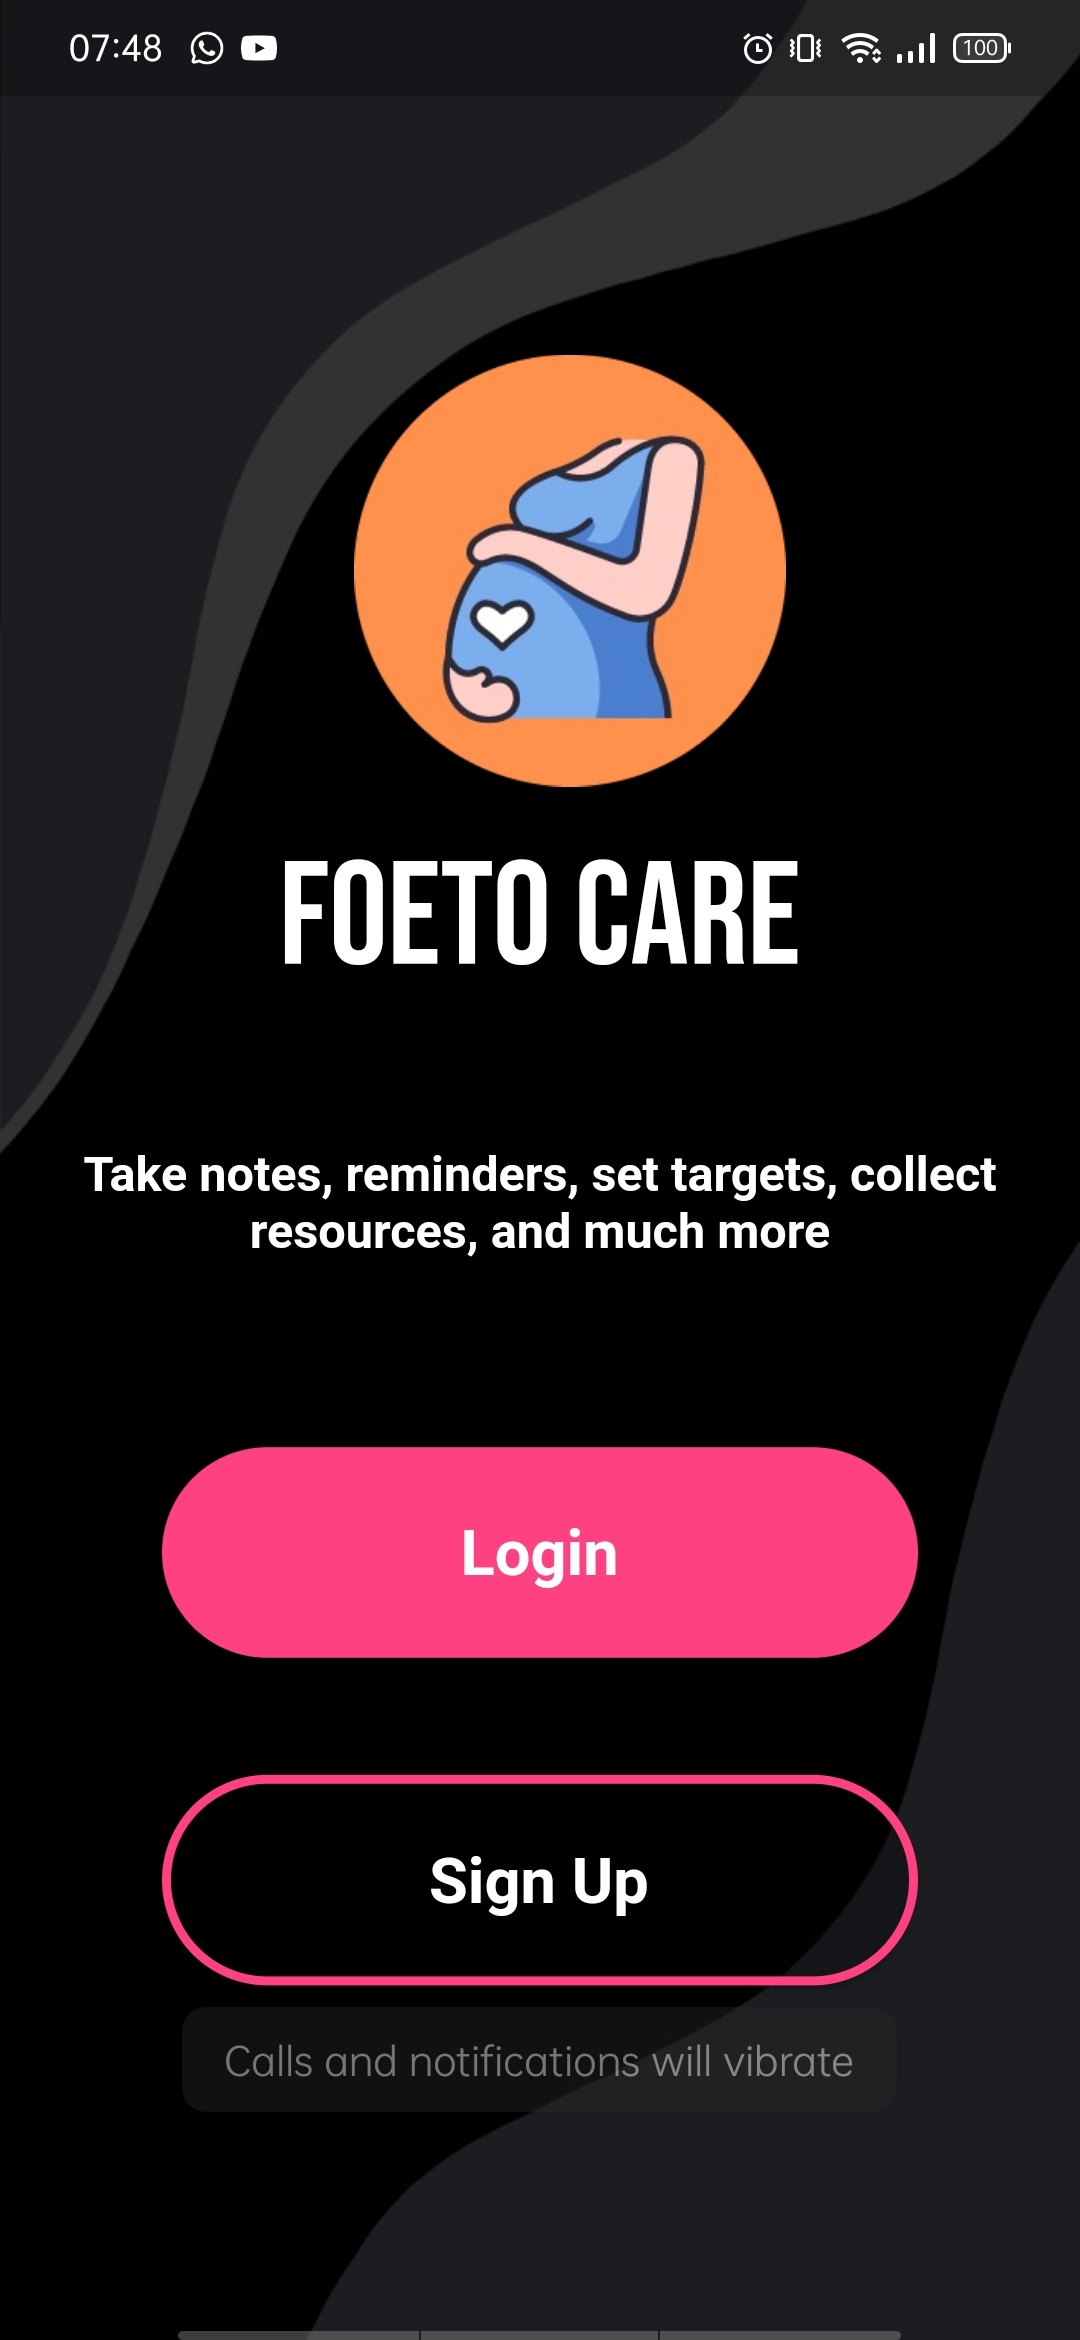 07:48
100
FOETO CARE
Take notes, reminders, set targets, collect
resources, and much more
Login
Sign Up
Calls and notifications will vibrate